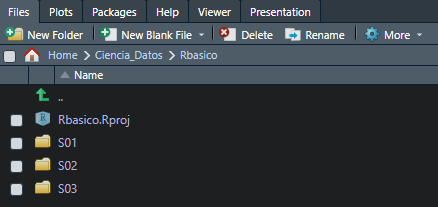 Files Plots Packages Help Viewer Presentation
New Folder New Blank File Delete Rename More
Home Ciencia_Datos Rbasico
Name
..
Rbasico.Rproj
S01
S02
S03